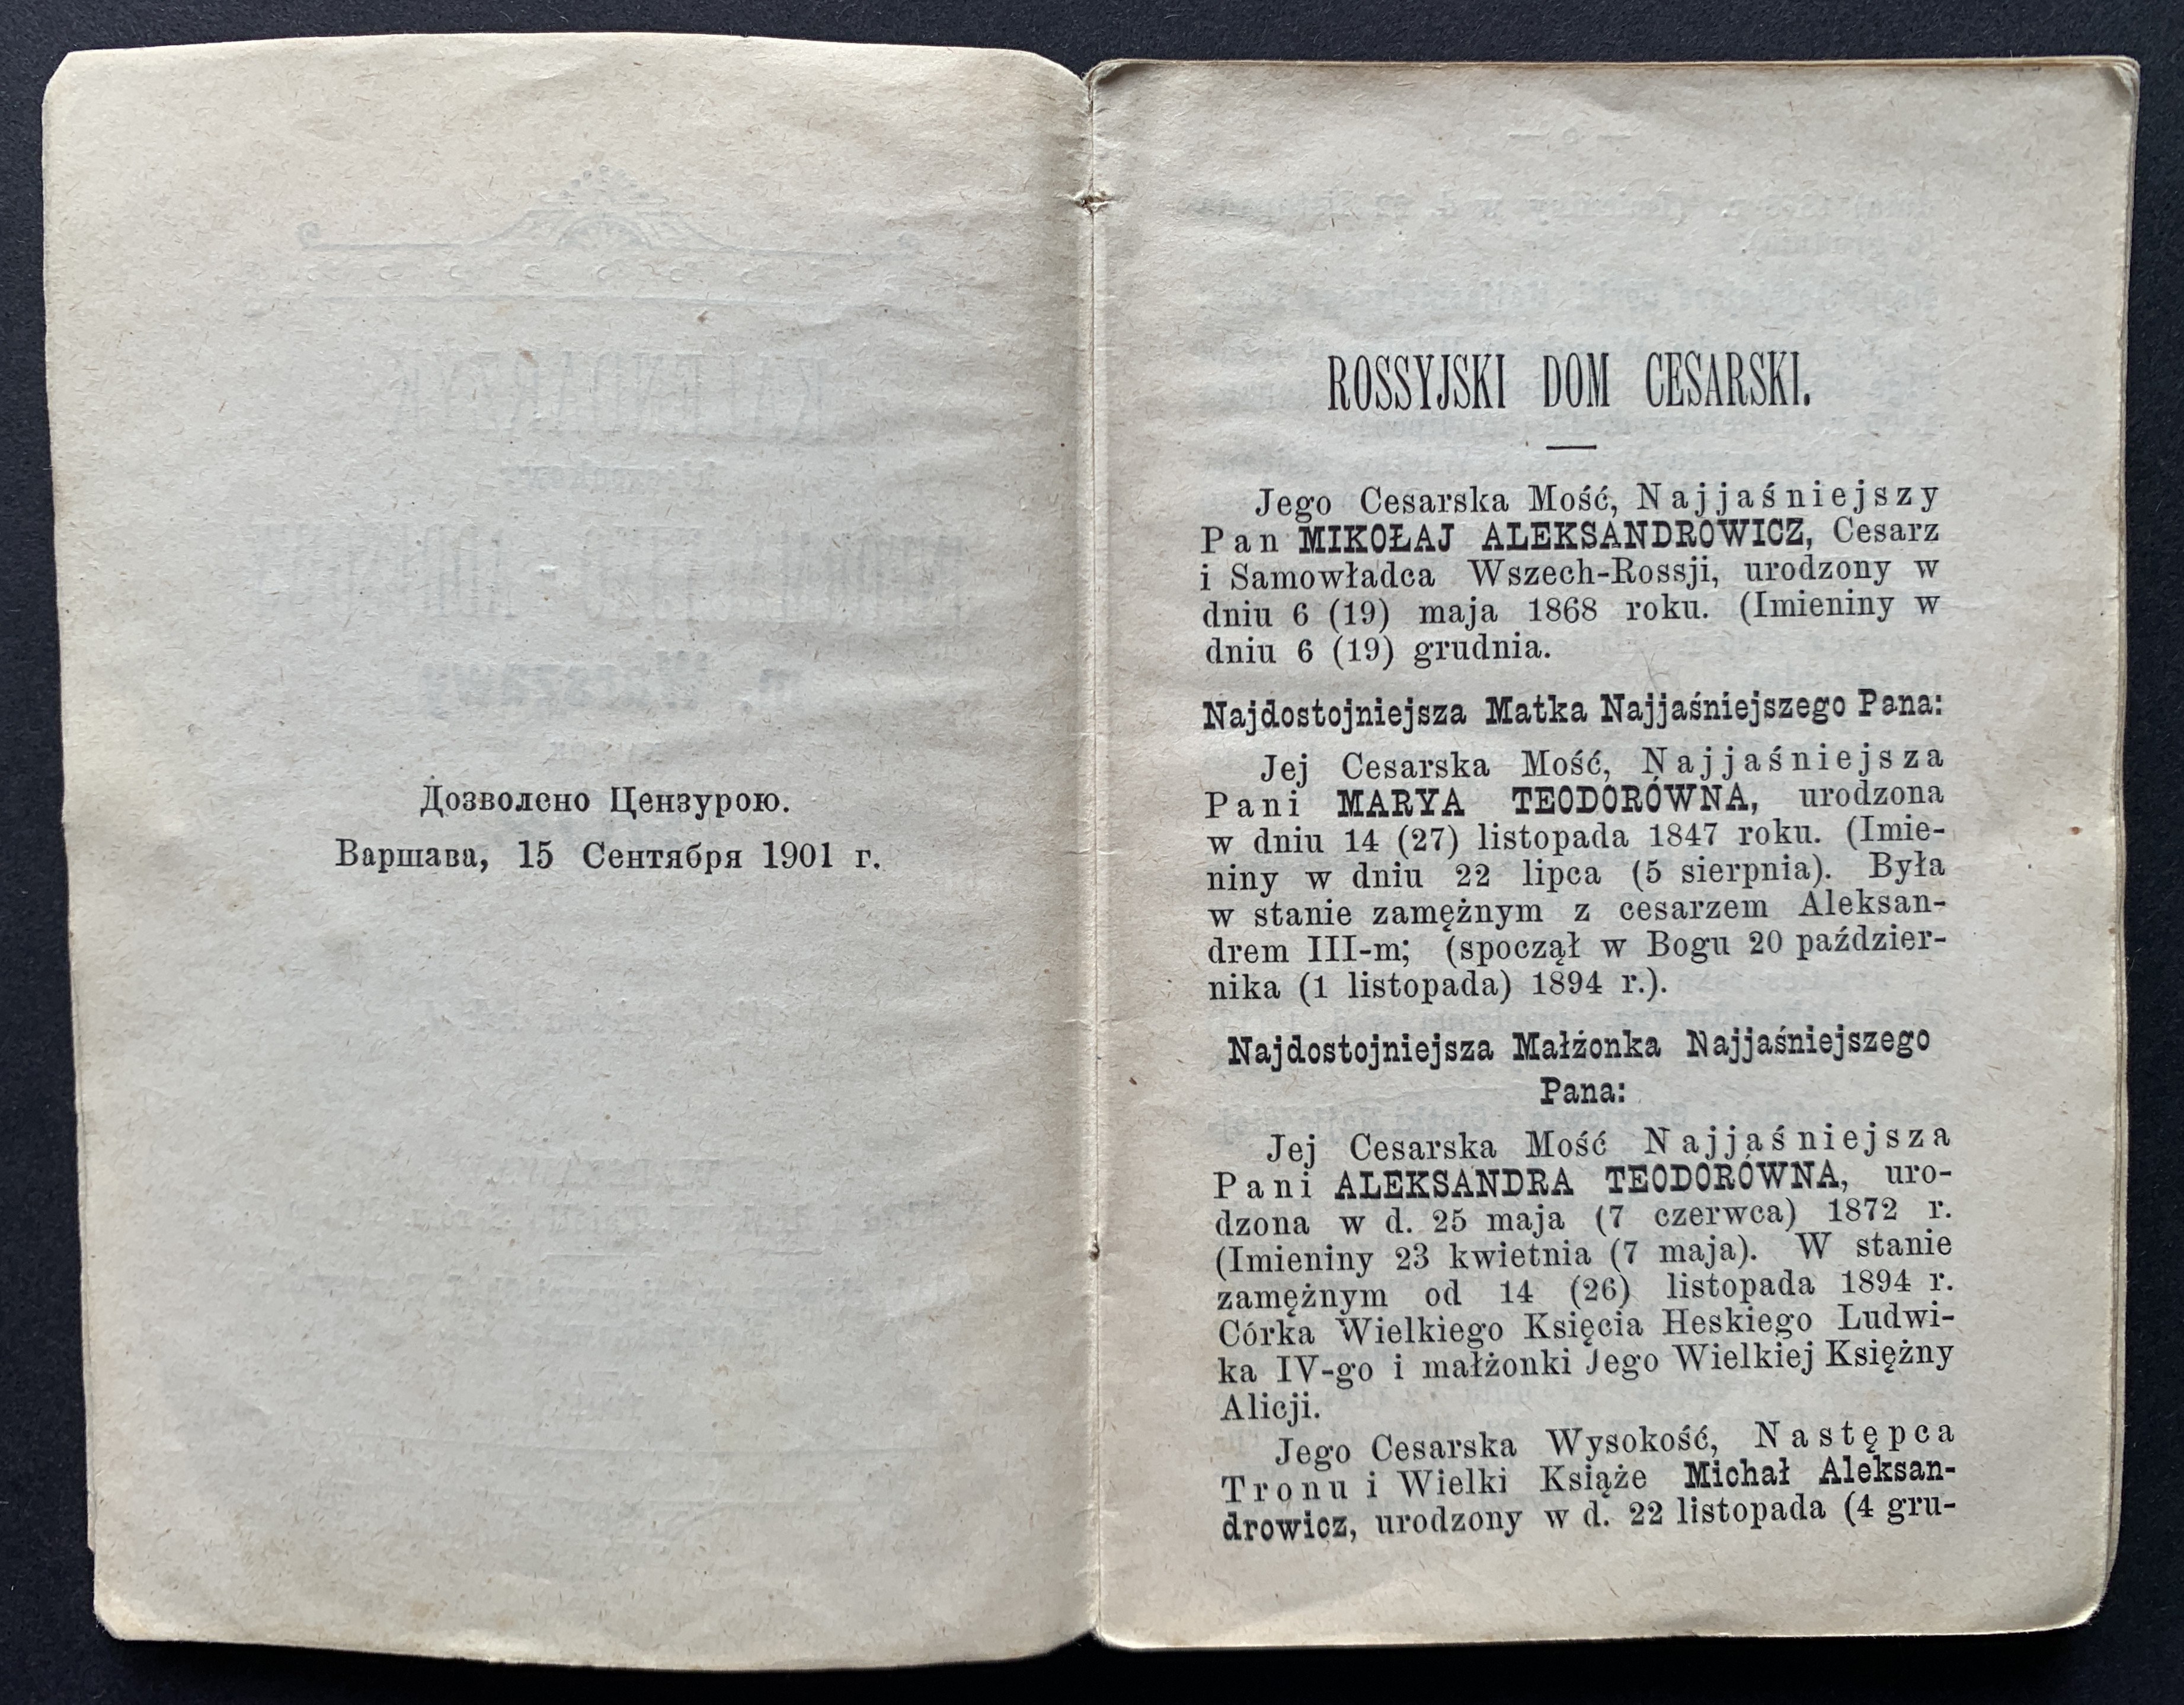 Дозволено Цензурою.
Варшава, 15 Сентября 1901 г.
ROSSYJSKI DOM CESARSKI.
Jego Cesarska Mość, Najjaśniejszy
Pan MIKOŁAJ ALEKSANDROWICZ, Cesarz
i Samowładca Wszech-Rossji, urodzony w
dniu 6 (19) maja 1868 roku. (Imieniny w
dniu 6 (19) grudnia.
Najdostojniejsza Matka Najjaśniejszego Pana:
Jej Cesarska Mość, Najjaśniejsza
Pani MARYA TEODORÓWNA, urodzona
w dniu 14 (27) listopada 1847 roku. (Imie-
niny w dniu 22 lipca (5 sierpnia). Była
w stanie zamężnym z cesarzem Aleksan-
drem III-m; (spoczął w Bogu 20 paździer-
nika (1 listopada) 1894 r.).
Najdostojniejsza Małżonka Najjaśniejszego
Pana:
Jej Cesarska Mość Najjaśniejsza
Pani ALEKSANDRA TEODORÓWNA, uro-
dzona w d. 25 maja (7 czerwca) 1872 r.
(Imieniny 23 kwietnia (7 maja). W stanie
zamężnym od 14 (26) listopada 1894 r.
Córka Wielkiego Księcia Heskiego Ludwi-
ka IV-go i małżonki Jego Wielkiej Księżny
Alicji.
Jego Cesarska Wysokość, Następca
Tronu i Wielki Książe Michał Aleksan-
drowicz, urodzony w d. 22 listopada (4 gru-